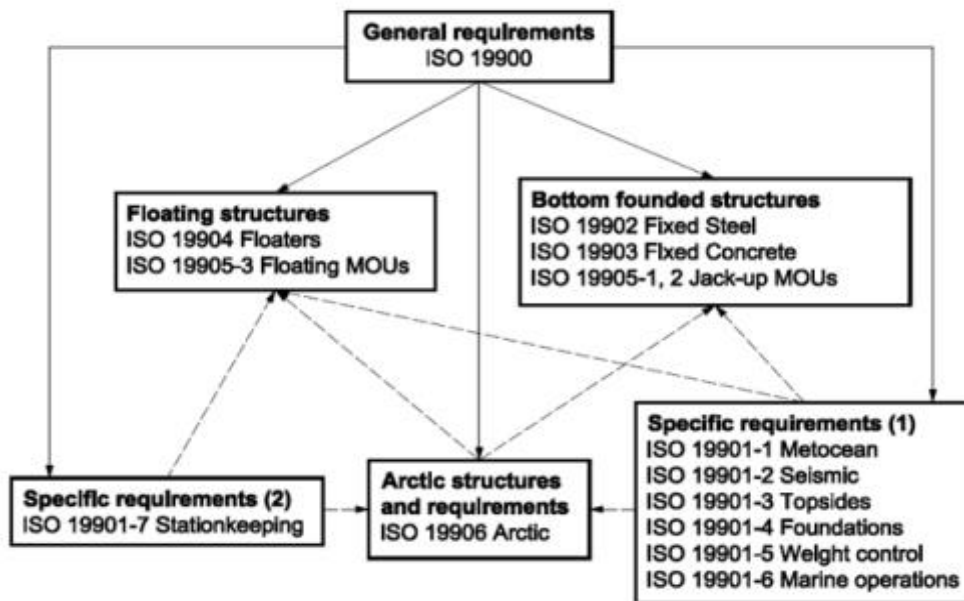 General requirements
ISO 19900
Floating structures
ISO 19904 Floaters
ISO 19905-3 Floating MOUs
Bottom founded structures
ISO 19902 Fixed Steel
ISO 19903 Fixed Concrete
ISO 19905-1, 2 Jack-up MOUs
Specific requirements (2)
ISO 19901-7 Stationkeeping
Arctic structures
and requirements
ISO 19906 Arctic
Specific requirements (1)
ISO 19901-1 Metocean
ISO 19901-2 Seismic
ISO 19901-3 Topsides
ISO 19901-4 Foundations
ISO 19901-5 Weight control
ISO 19901-6 Marine operations